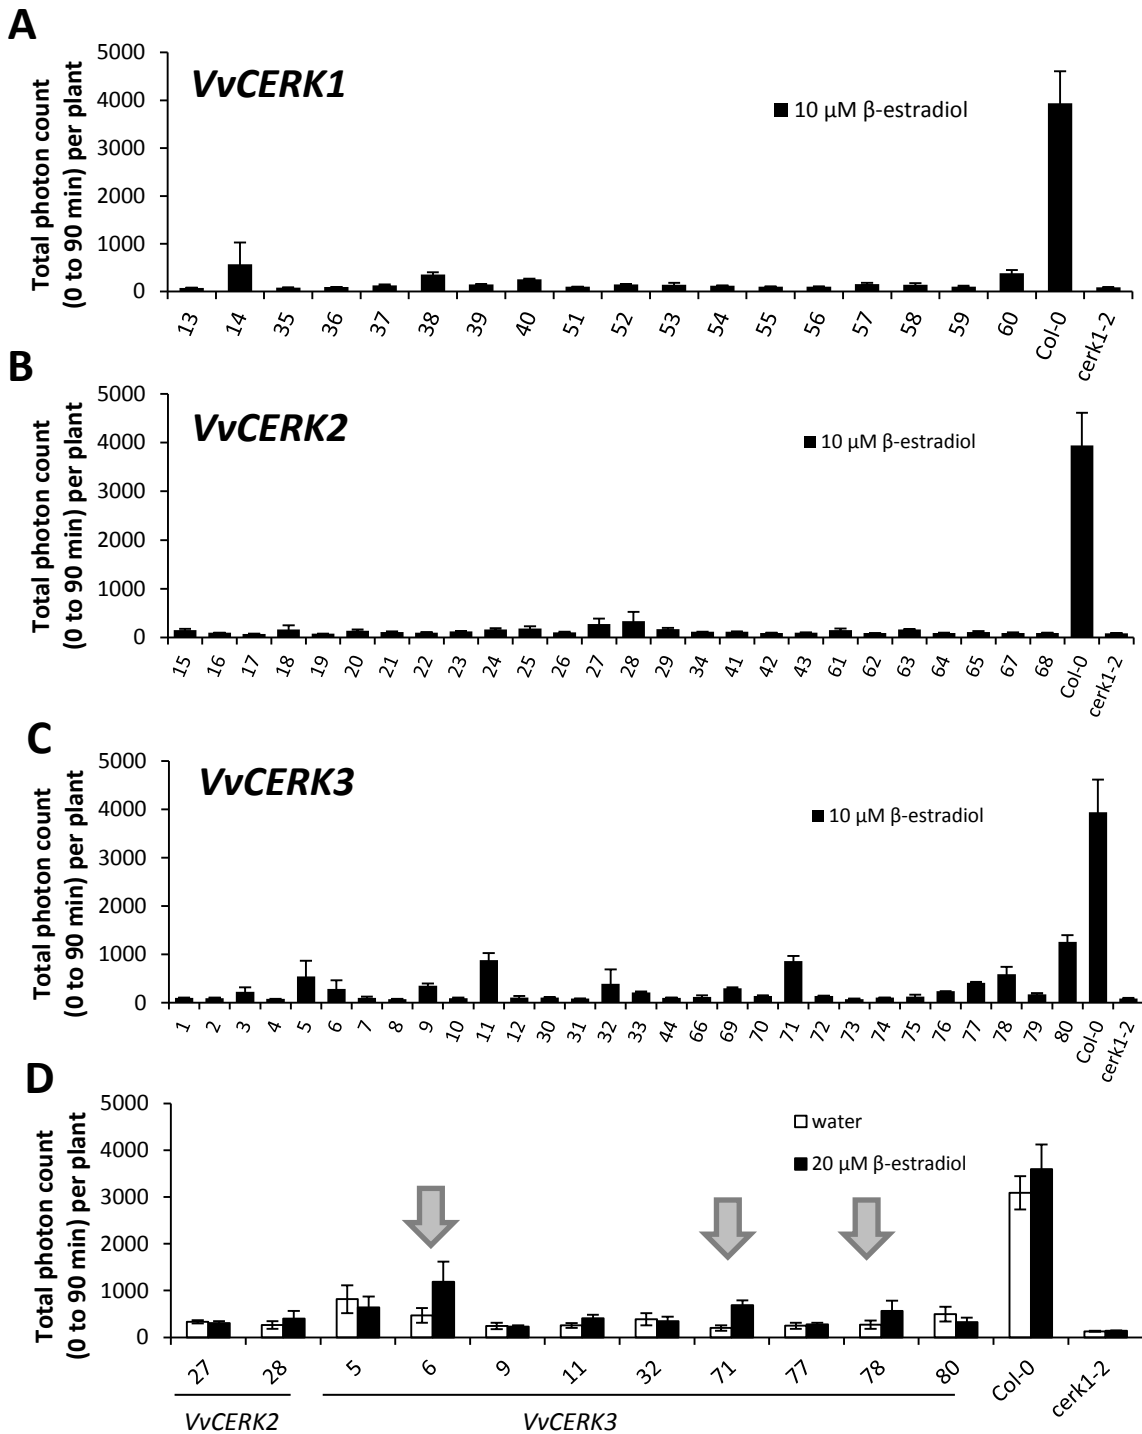 A
Total photon count
(0 to 90 min) per plant
5000
4000
3000
2000
1000
0
VvCERK1
10 µM β-estradiol
13 14 35 36 37 38 39 40 51 52 53 54 55 56 57 58 59 60 Col-0 cerk1-2
B
Total photon count
(0 to 90 min) per plant
5000
4000
3000
2000
1000
0
VvCERK2
10 µM β-estradiol
15 16 17 18 19 20 21 22 23 24 25 26 27 28 29 34 41 42 43 61 62 63 64 65 67 68 Col-0 cerk1-2
C
Total photon count
(0 to 90 min) per plant
5000
4000
3000
2000
1000
0
VvCERK3
10 µM β-estradiol
1 2 3 4 5 6 7 8 9 10 11 12 30 31 32 33 44 66 69 70 71 72 73 74 75 76 77 78 79 80 Col-0 cerk1-2
D
Total photon count
(0 to 90 min) per plant
5000
4000
3000
2000
1000
0
water
20 µM β-estradiol
27 28 5 6 9 11 32 71 77 78 80 Col-0 cerk1-2
VvCERK2 VvCERK3